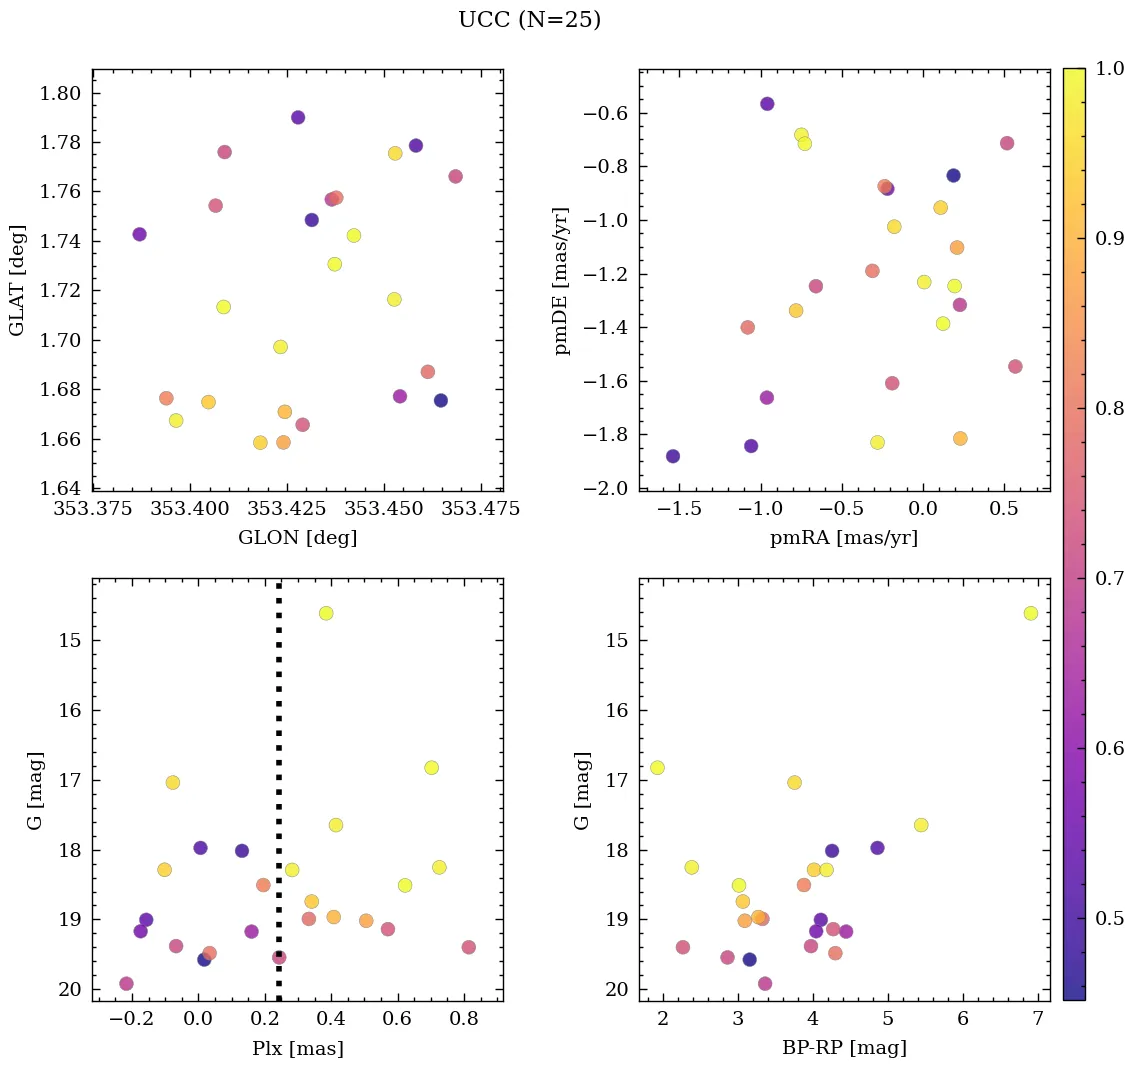 UCC (N=25)
1.80
1.78
1.76
1.74
1.72
1.70
1.68
1.66
1.64
GLAT [deg]
353.375 353.400 353.425 353.450 353.475
GLON [deg]
−0.6
−0.8
−1.0
−1.2
−1.4
−1.6
−1.8
−2.0
pmDE [mas/yr]
−1.5 −1.0 −0.5 0.0 0.5
pmRA [mas/yr]
1.0
0.9
0.8
0.7
0.6
0.5
15
16
17
18
19
20
G [mag]
−0.2 0.0 0.2 0.4 0.6 0.8
Plx [mas]
15
16
17
18
19
20
G [mag]
2 3 4 5 6 7
BP-RP [mag]